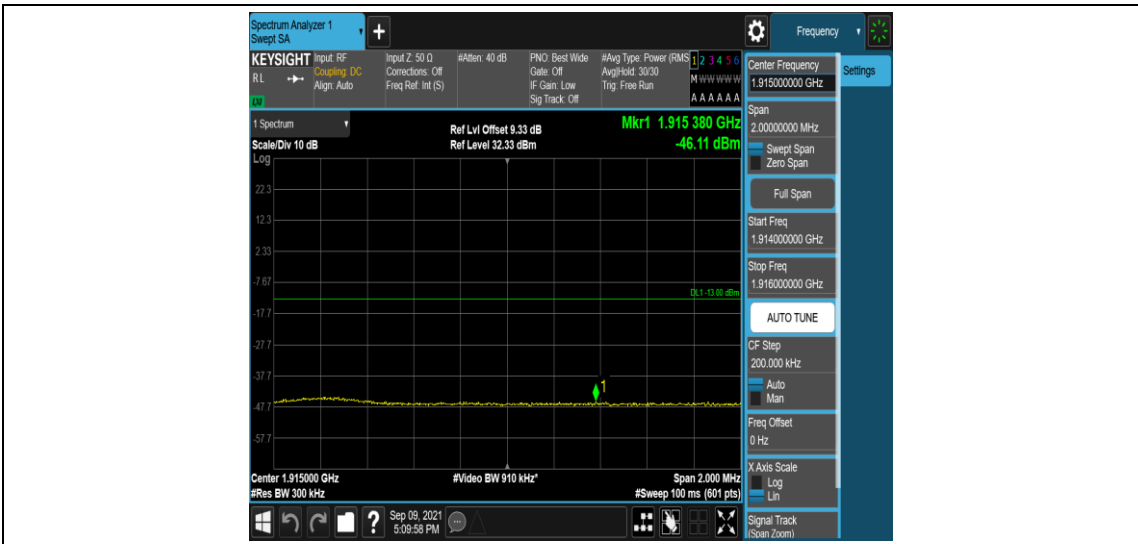 Spectrum Analyzer 1
Swept SA
+
Frequency
KEYSIGHT
Input: RF
Input Z: 50 Ω
#Atten: 40 dB
PNO: Best Wide
#Avg Type: Power (RMS
1 2 3 4 5 6
RL
Coupling: DC
Corrections: Off
Gate: Off
Avg|Hold: 30/30
M W W W W W
Align: Auto
Freq Ref: Int (S)
IF Gain: Low
Trig: Free Run
Sig Track: Off
A A A A A A
LXI
Center Frequency
1.915000000 GHz
Settings
Span
2.00000000 MHz
Swept Span
Zero Span
Full Span
Start Freq
1.914000000 GHz
Stop Freq
1.916000000 GHz
AUTO TUNE
CF Step
200.000 kHz
Auto
Man
Freq Offset
0 Hz
X Axis Scale
Log
Lin
Signal Track
(Span Zoom)
1 Spectrum
Ref Lvl Offset 9.33 dB
Mkr1 1.915 380 GHz
Scale/Div 10 dB
Ref Level 32.33 dBm
-46.11 dBm
Log
22.3
12.3
2.33
-7.67
DL1 -13.00 dBm
-17.7
-27.7
-37.7
1
-47.7
-57.7
Center 1.915000 GHz
#Video BW 910 kHz*
Span 2.000 MHz
#Res BW 300 kHz
#Sweep 100 ms (601 pts)
?
Sep 09, 2021
5:09:58 PM